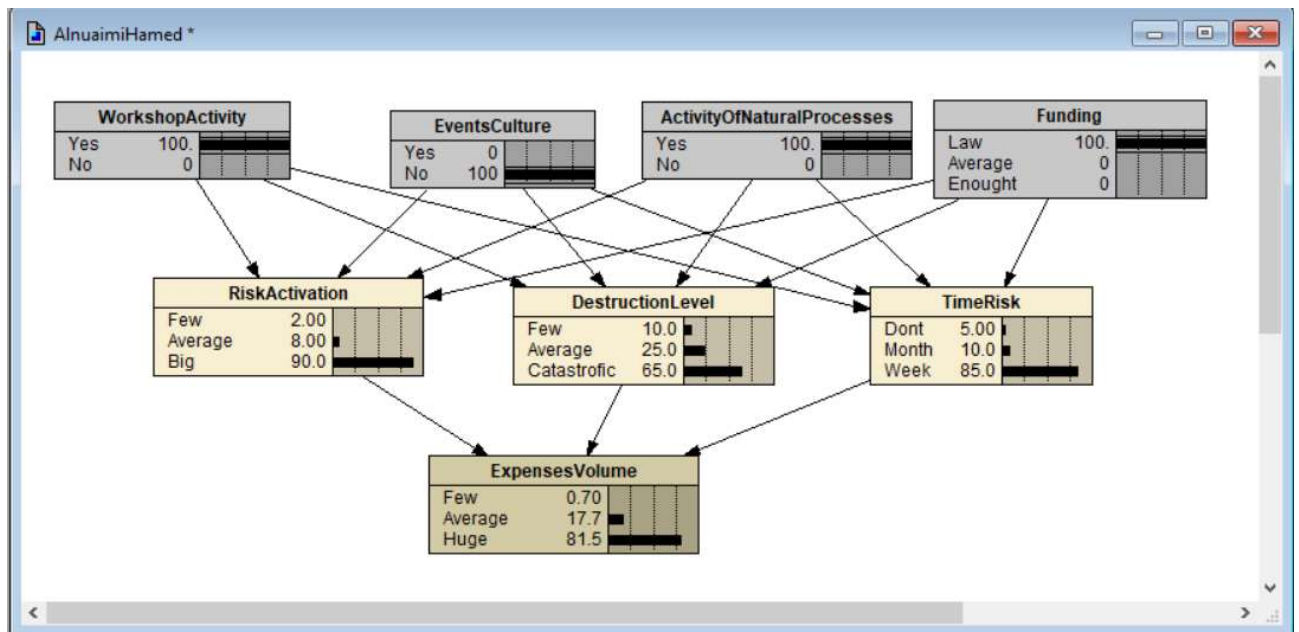 AlnuaimiHamed *
WorkshopActivity
Yes 100.
No 0
EventsCulture
Yes 0
No 100
ActivityOfNaturalProcesses
Yes 100.
No 0
Funding
Law 100.
Average 0
Enought 0
RiskActivation
Few 2.00
Average 8.00
Big 90.0
DestructionLevel
Few 10.0
Average 25.0
Catastrofic 65.0
TimeRisk
Dont 5.00
Month 10.0
Week 85.0
ExpensesVolume
Few 0.70
Average 17.7
Huge 81.5